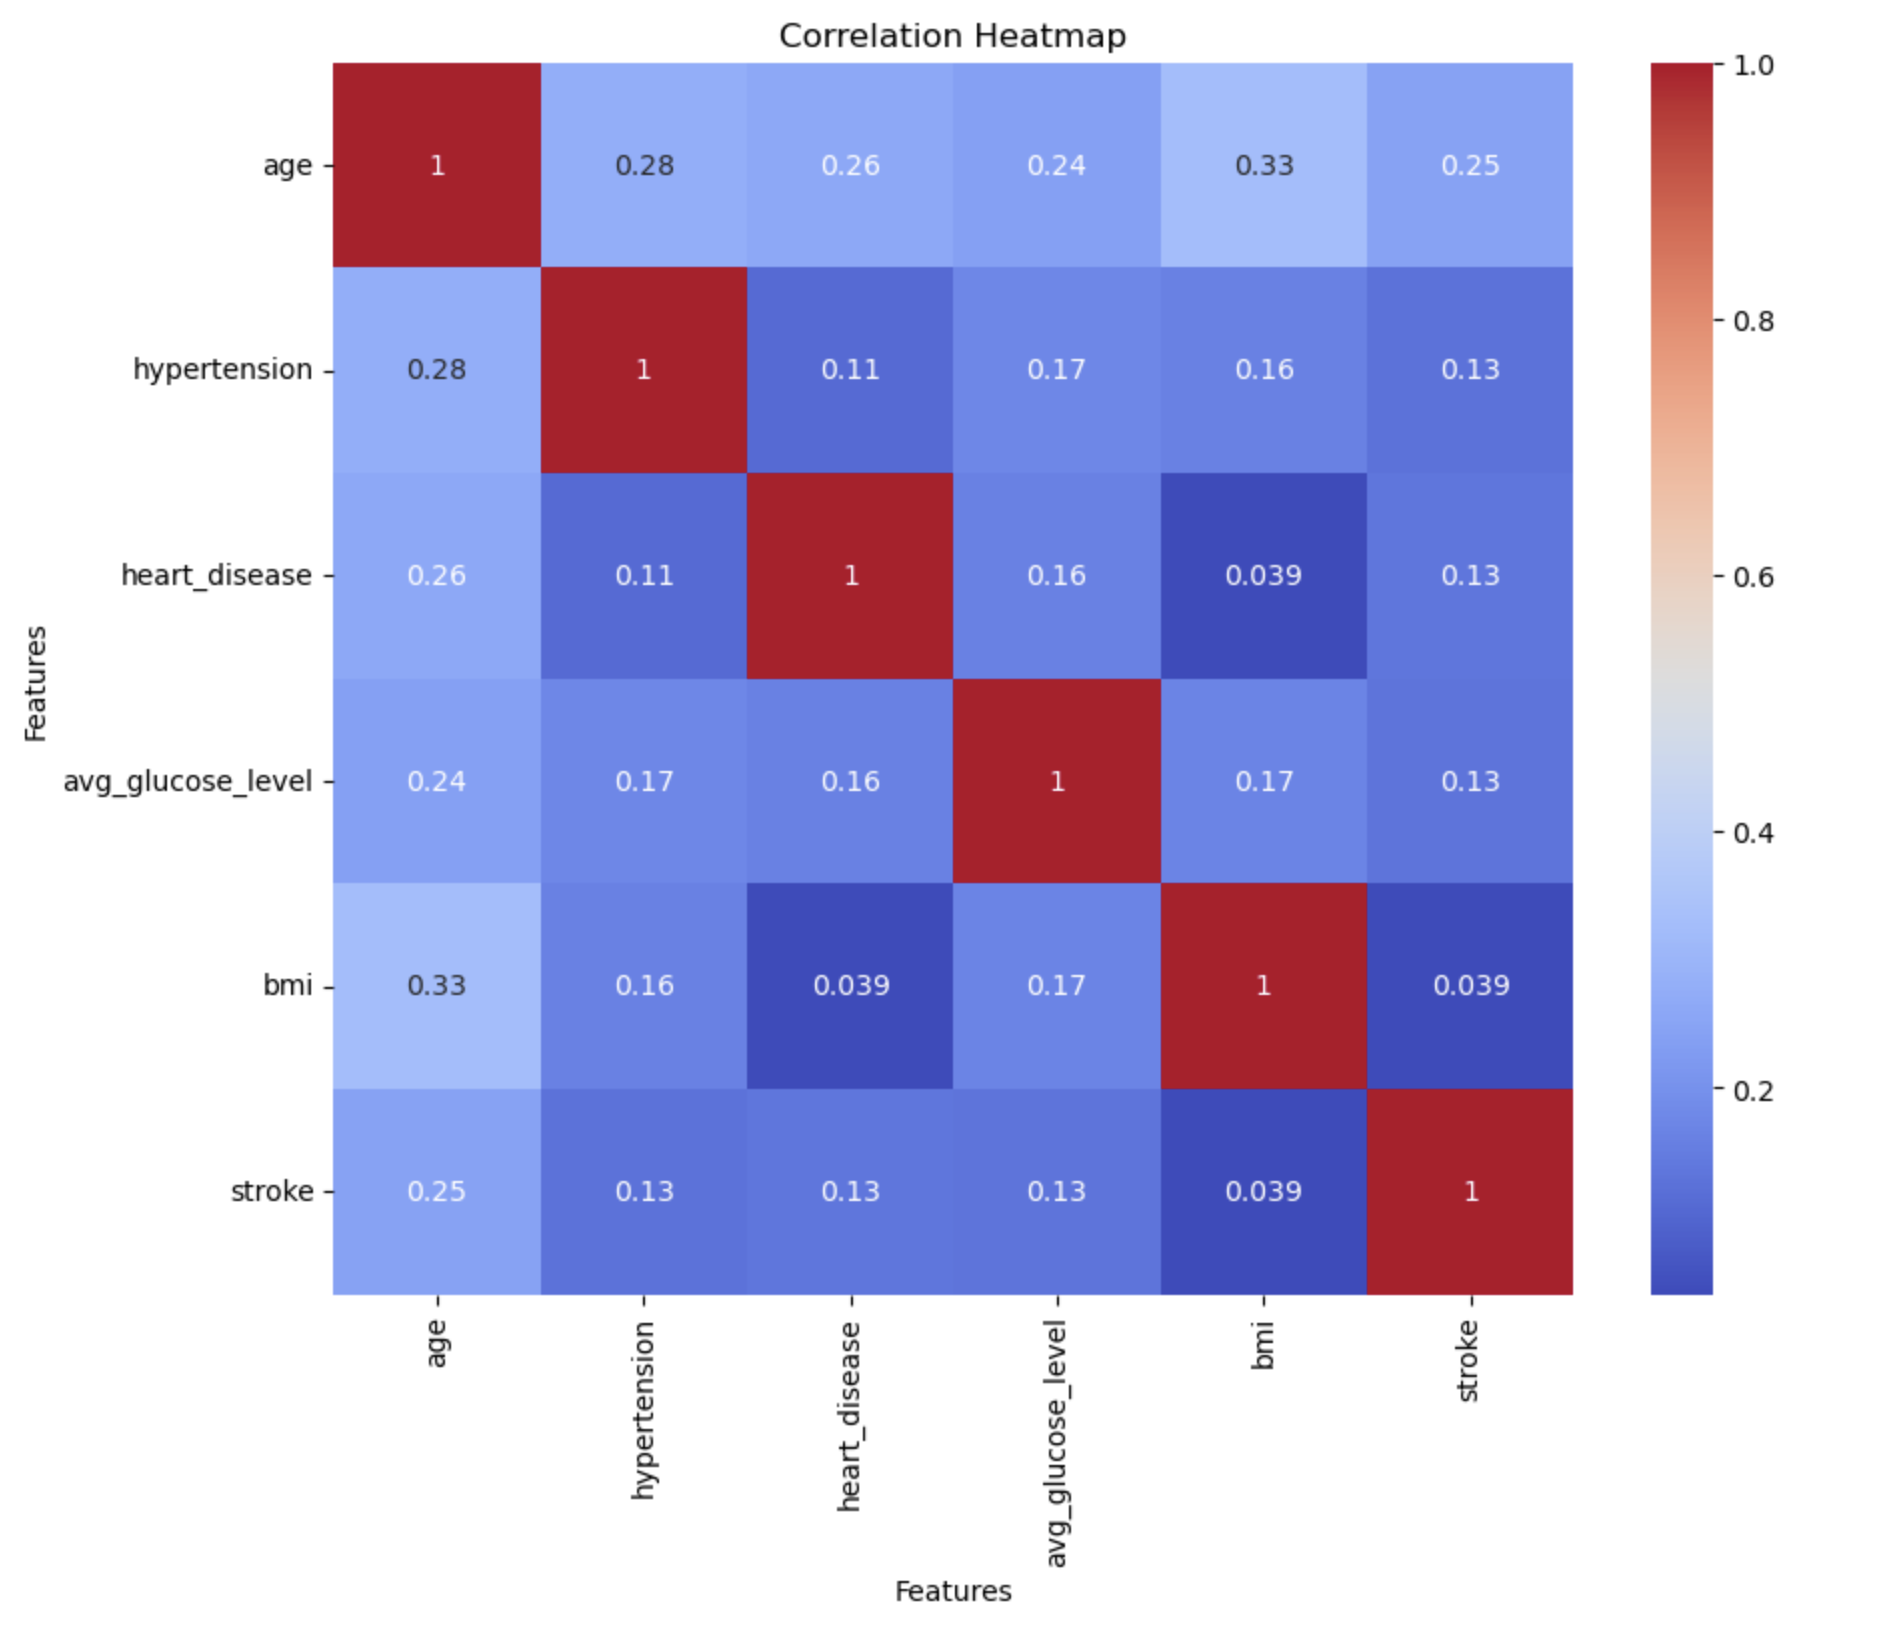 Correlation Heatmap
age 1 0.28 0.26 0.24 0.33 0.25
hypertension 0.28 1 0.11 0.17 0.16 0.13
heart_disease 0.26 0.11 1 0.16 0.039 0.13
avg_glucose_level 0.24 0.17 0.16 1 0.17 0.13
bmi 0.33 0.16 0.039 0.17 1 0.039
stroke 0.25 0.13 0.13 0.13 0.039 1
Features
age hypertension heart_disease avg_glucose_level bmi stroke
Features
1.0
0.8
0.6
0.4
0.2